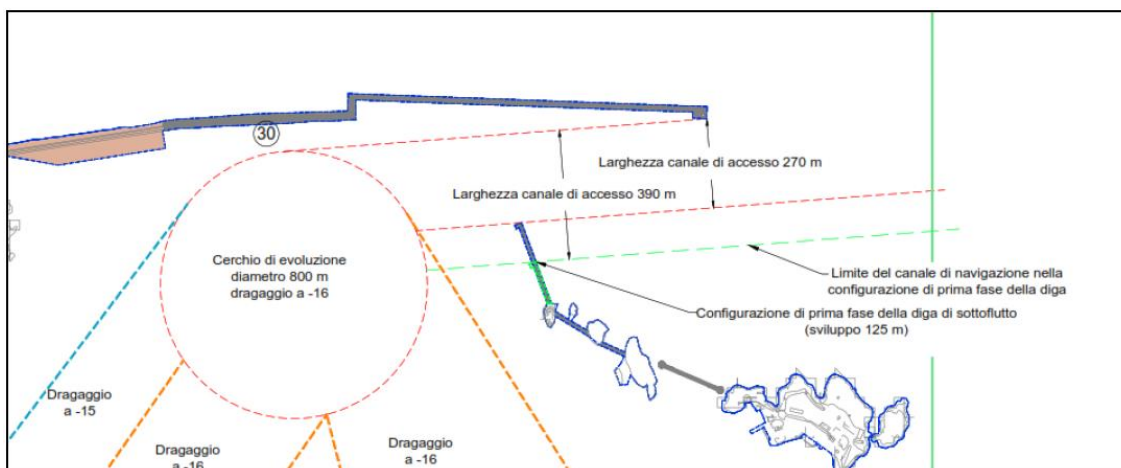 30
Larghezza canale di accesso 270 m
Larghezza canale di accesso 390 m
Cerchio di evoluzione
diametro 800 m
dragaggio a -16
Limite del canale di navigazione nella
configurazione di prima fase della diga
Configurazione di prima fase della diga di sottoflutto
(sviluppo 125 m)
Dragaggio
a -15
Dragaggio
a -16
Dragaggio
a -16